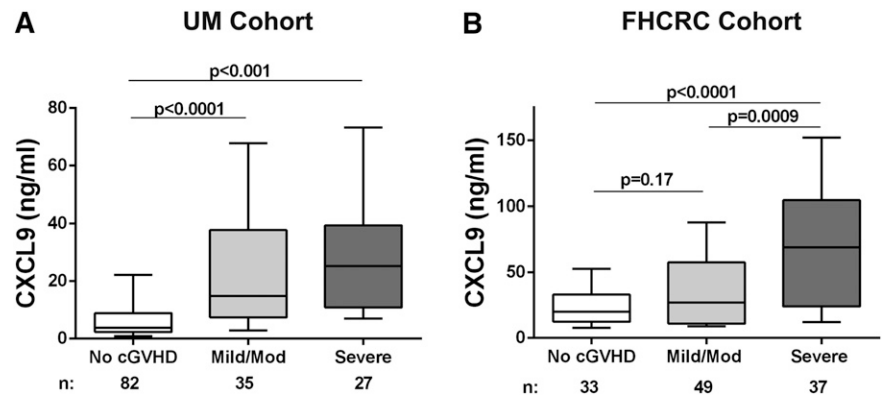 A
UM Cohort
p<0.001
p<0.0001
80
60
40
20
0
CXCL9 (ng/ml)
No cGVHD Mild/Mod Severe
n: 82 35 27
B
FHCRC Cohort
p<0.0001
p=0.0009
p=0.17
150
100
50
0
CXCL9 (ng/ml)
No cGVHD Mild/Mod Severe
n: 33 49 37